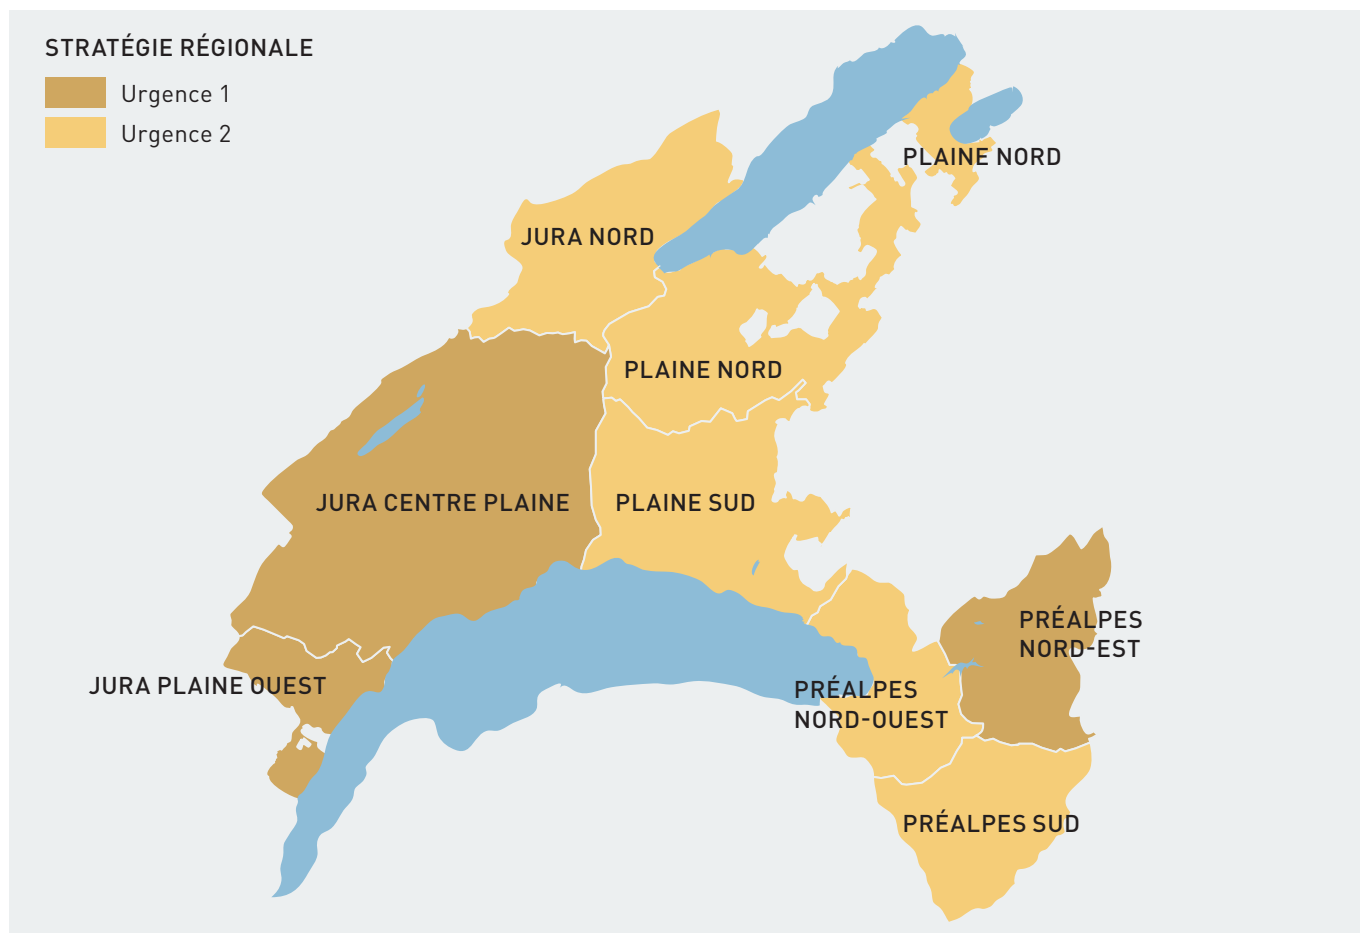 STRATÉGIE RÉGIONALE
Urgence 1
Urgence 2
PLAINE NORD
JURA NORD
PLAINE NORD
JURA CENTRE PLAINE
PLAINE SUD
PRÉALPES
NORD-EST
JURA PLAINE OUEST
PRÉALPES
NORD-OUEST
PRÉALPES SUD